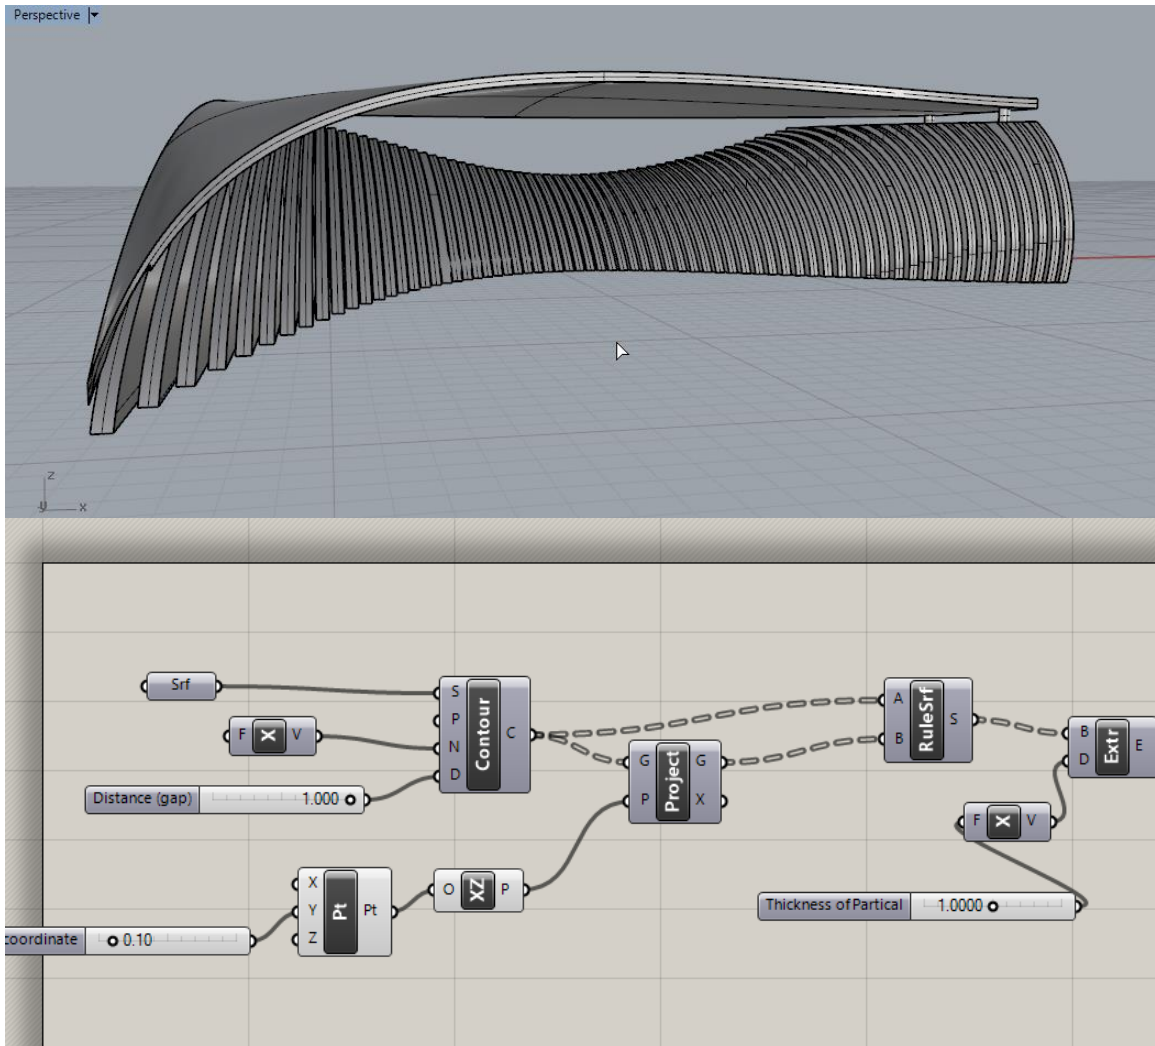 Perspective
z
y x
Srf
F X V
S
P
N
D
Contour
C
Distance (gap) 1.000
X
Y
Z
Pt
Pt
coordinate 0.10
O XZ P
G
P
Project
G
X
A
B
RuleSrf
S
B
D
Extr
E
F X V
Thickness of Partical 1.0000